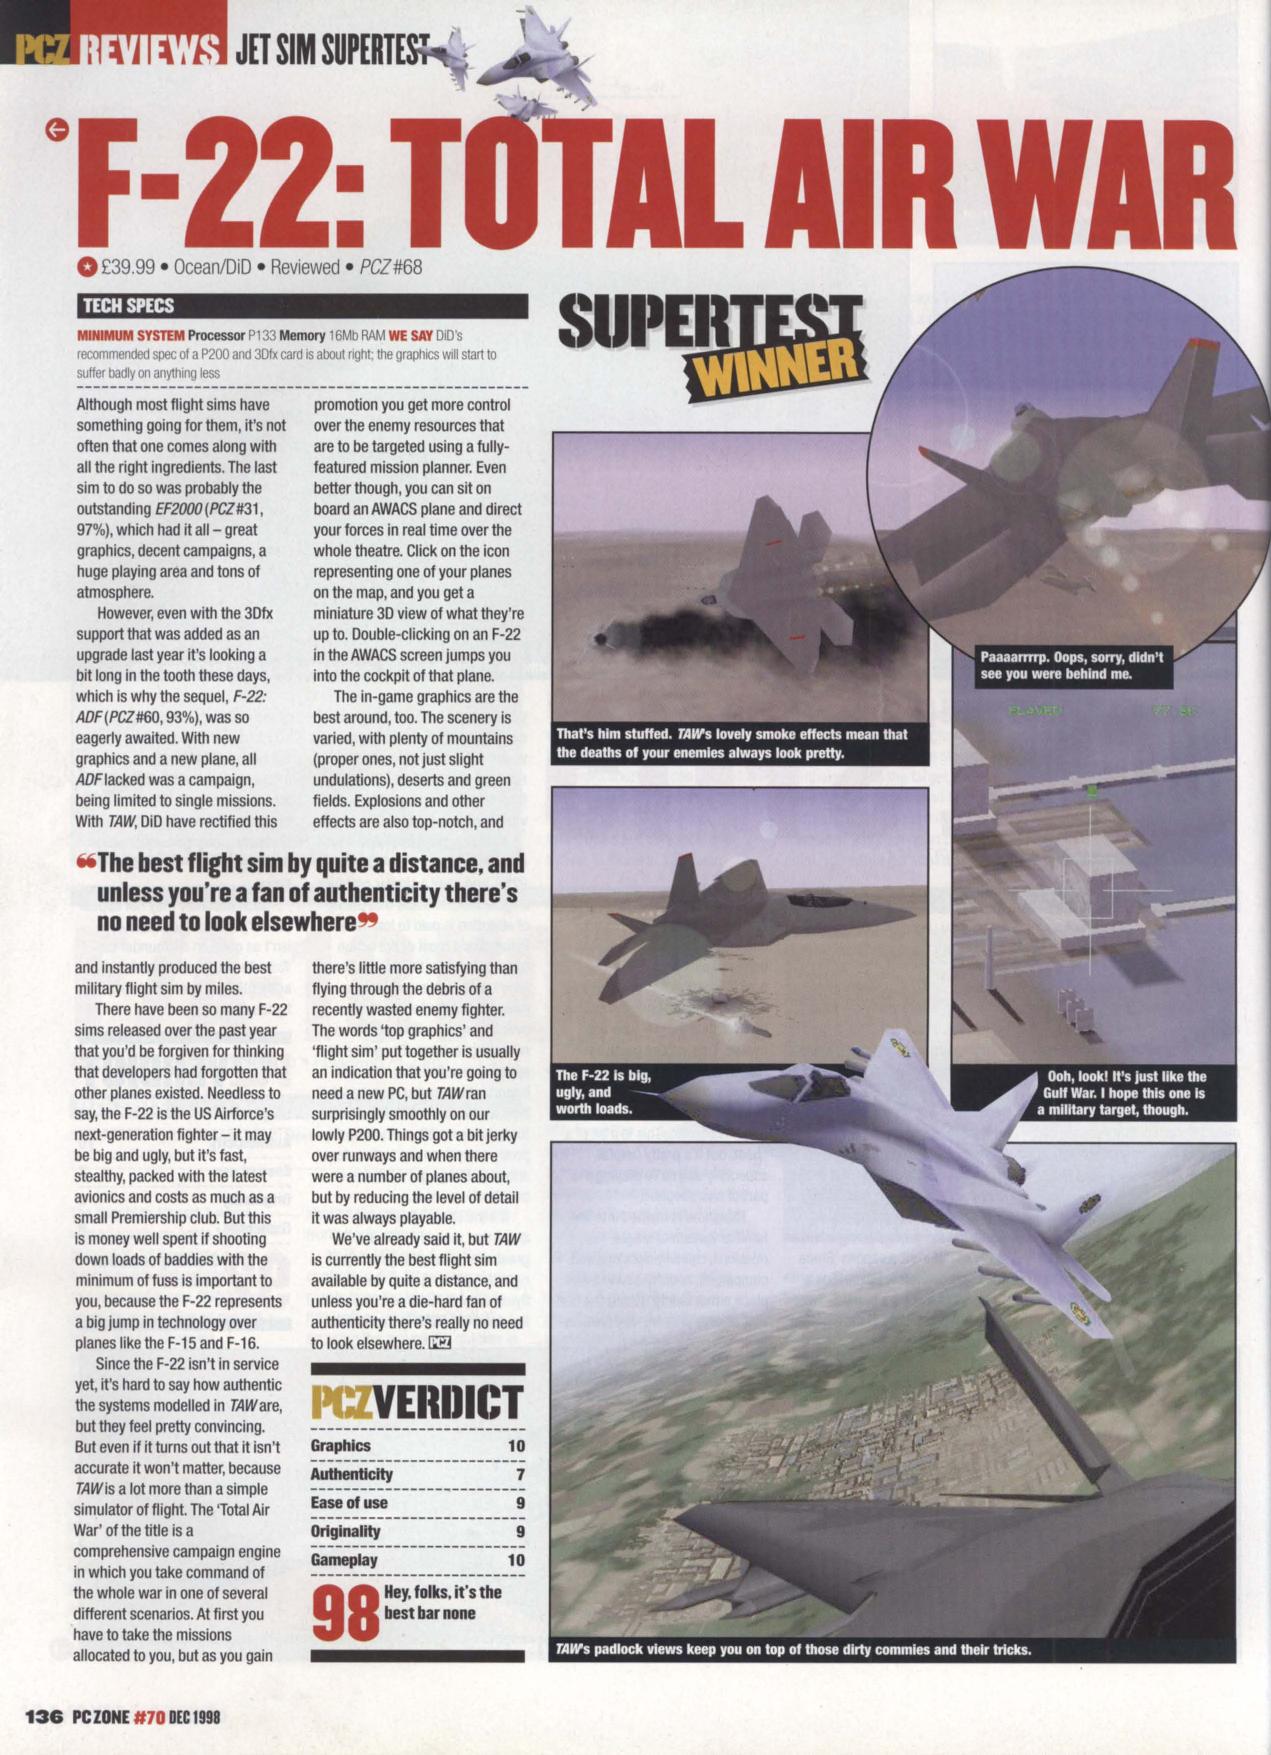 PCZ REVIEWS JET SIM SUPERTEST
F-22: TOTAL AIR WAR
£39.99 • Ocean/DiD • Reviewed • PCZ #68
TECH SPECS
MINIMUM SYSTEM Processor P133 Memory 16Mb RAM WE SAY DiD's
recommended spec of a P200 and 3Dfx card is about right; the graphics will start to
suffer badly on anything less
Although most flight sims have
something going for them, it's not
often that one comes along with
all the right ingredients. The last
sim to do so was probably the
outstanding EF2000 (PCZ #31,
97%), which had it all – great
graphics, decent campaigns, a
huge playing area and tons of
atmosphere.
However, even with the 3Dfx
support that was added as an
upgrade last year it's looking a
bit long in the tooth these days,
which is why the sequel, F-22:
ADF (PCZ #60, 93%), was so
eagerly awaited. With new
graphics and a new plane, all
ADF lacked was a campaign,
being limited to single missions.
With TAW, DiD have rectified this
“The best flight sim by quite a distance, and
unless you're a fan of authenticity there's
no need to look elsewhere”
and instantly produced the best
military flight sim by miles.
There have been so many F-22
sims released over the past year
that you'd be forgiven for thinking
that developers had forgotten that
other planes existed. Needless to
say, the F-22 is the US Airforce's
next-generation fighter – it may
be big and ugly, but it's fast,
stealthy, packed with the latest
avionics and costs as much as a
small Premiership club. But this
is money well spent if shooting
down loads of baddies with the
minimum of fuss is important to
you, because the F-22 represents
a big jump in technology over
planes like the F-15 and F-16.
Since the F-22 isn't in service
yet, it's hard to say how authentic
the systems modelled in TAW are,
but they feel pretty convincing.
But even if it turns out that it isn't
accurate it won't matter, because
TAW is a lot more than a simple
simulator of flight. The 'Total Air
War' of the title is a
comprehensive campaign engine
in which you take command of
the whole war in one of several
different scenarios. At first you
have to take the missions
allocated to you, but as you gain
promotion you get more control
over the enemy resources that
are to be targeted using a fully-
featured mission planner. Even
better though, you can sit on
board an AWACS plane and direct
your forces in real time over the
whole theatre. Click on the icon
representing one of your planes
on the map, and you get a
miniature 3D view of what they're
up to. Double-clicking on an F-22
in the AWACS screen jumps you
into the cockpit of that plane.
The in-game graphics are the
best around, too. The scenery is
varied, with plenty of mountains
(proper ones, not just slight
undulations), deserts and green
fields. Explosions and other
effects are also top-notch, and
there's little more satisfying than
flying through the debris of a
recently wasted enemy fighter.
The words 'top graphics' and
'flight sim' put together is usually
an indication that you're going to
need a new PC, but TAW ran
surprisingly smoothly on our
lowly P200. Things got a bit jerky
over runways and when there
were a number of planes about,
but by reducing the level of detail
it was always playable.
We've already said it, but TAW
is currently the best flight sim
available by quite a distance, and
unless you're a die-hard fan of
authenticity there's really no need
to look elsewhere. PCZ
PCZVERDICT
Graphics 10
Authenticity 7
Ease of use 9
Originality 9
Gameplay 10
98 Hey, folks, it's the
best bar none
SUPERTEST
WINNER
Paaaarrrrp. Oops, sorry, didn't
see you were behind me.
That's him stuffed. TAW's lovely smoke effects mean that
the deaths of your enemies always look pretty.
The F-22 is big,
ugly, and
worth loads.
Ooh, look! It's just like the
Gulf War. I hope this one is
a military target, though.
TAW's padlock views keep you on top of those dirty commies and their tricks.
136 PC ZONE #70 DEC 1998